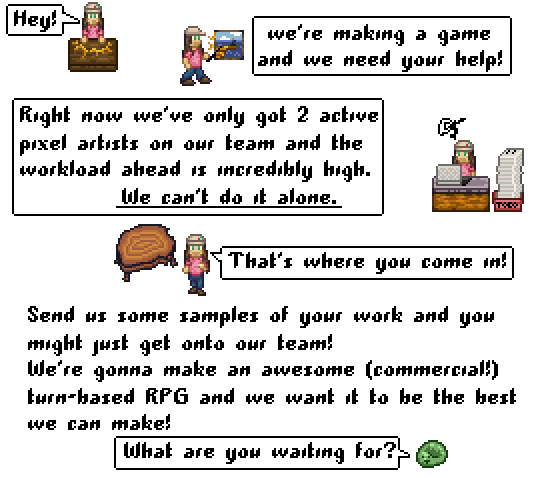 Hey!
we're making a game
and we need your help!
Right now we've only got 2 active
pixel artists on our team and the
workload ahead is incredibly high.
We can't do it alone.
TODO
That's where you come in!
Send us some samples of your work and you
might just get onto our team!
We're gonna make an awesome (commercial!)
turn-based RPG and we want it to be the best
we can make!
What are you waiting for?